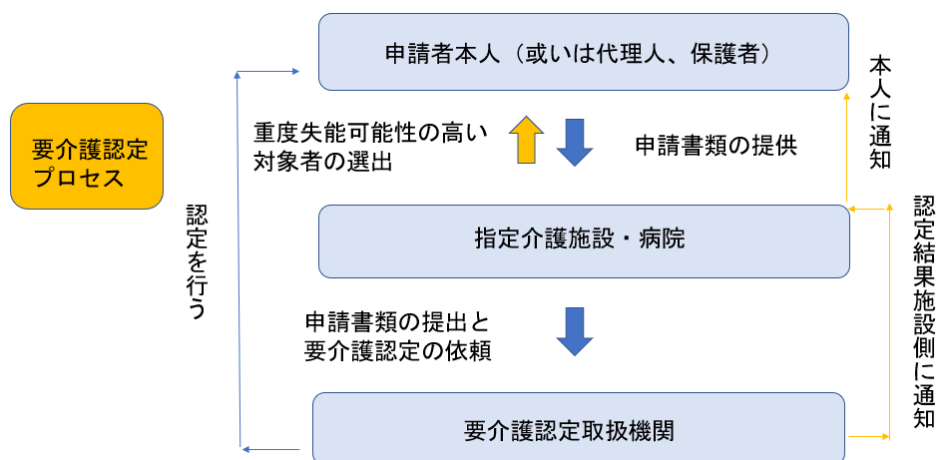 申請者本人（或いは代理人、保護者）
本人に通知
要介護認定
プロセス
重度失能可能性の高い
対象者の選出
申請書類の提供
認定を行う
指定介護施設・病院
認定結果施設側に通知
申請書類の提出と
要介護認定の依頼
要介護認定取扱機関